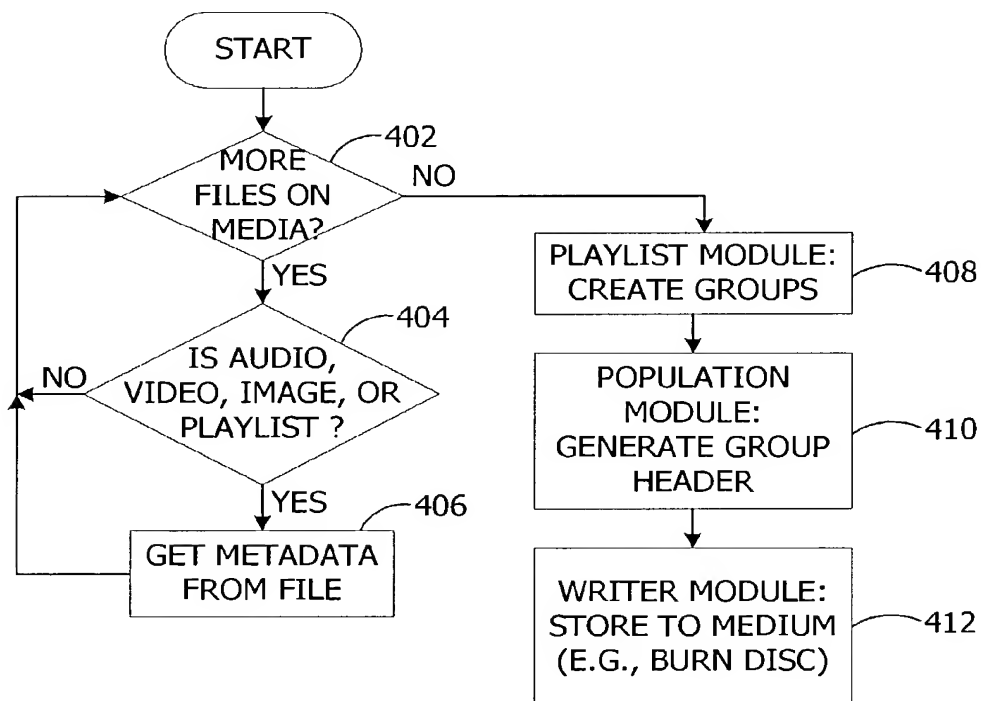 START
402
MORE
FILES ON
MEDIA?
NO
YES
404
IS AUDIO,
VIDEO, IMAGE, OR
PLAYLIST ?
NO
YES
406
GET METADATA
FROM FILE
PLAYLIST MODULE:
CREATE GROUPS
408
POPULATION
MODULE:
GENERATE GROUP
HEADER
410
WRITER MODULE:
STORE TO MEDIUM
(E.G., BURN DISC)
412